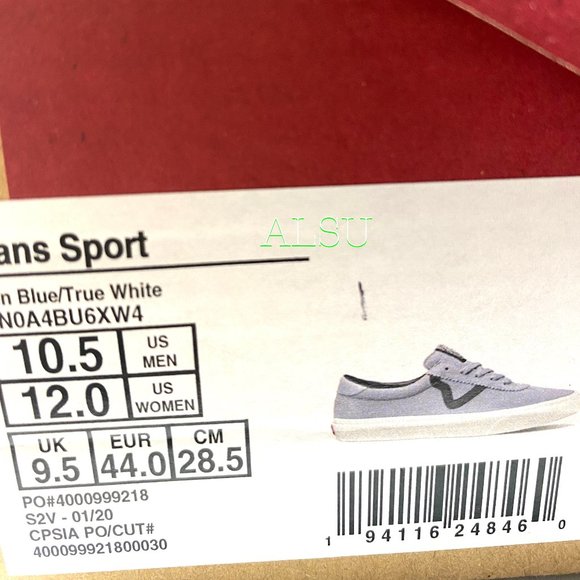 ALSU
ans Sport
n Blue/True White
N0A4BU6XW4
10.5 US MEN
12.0 US WOMEN
UK EUR CM
9.5 44.0 28.5
PO#4000999218
S2V - 01/20
CPSIA PO/CUT#
400099921800030
1 94116 24846 0